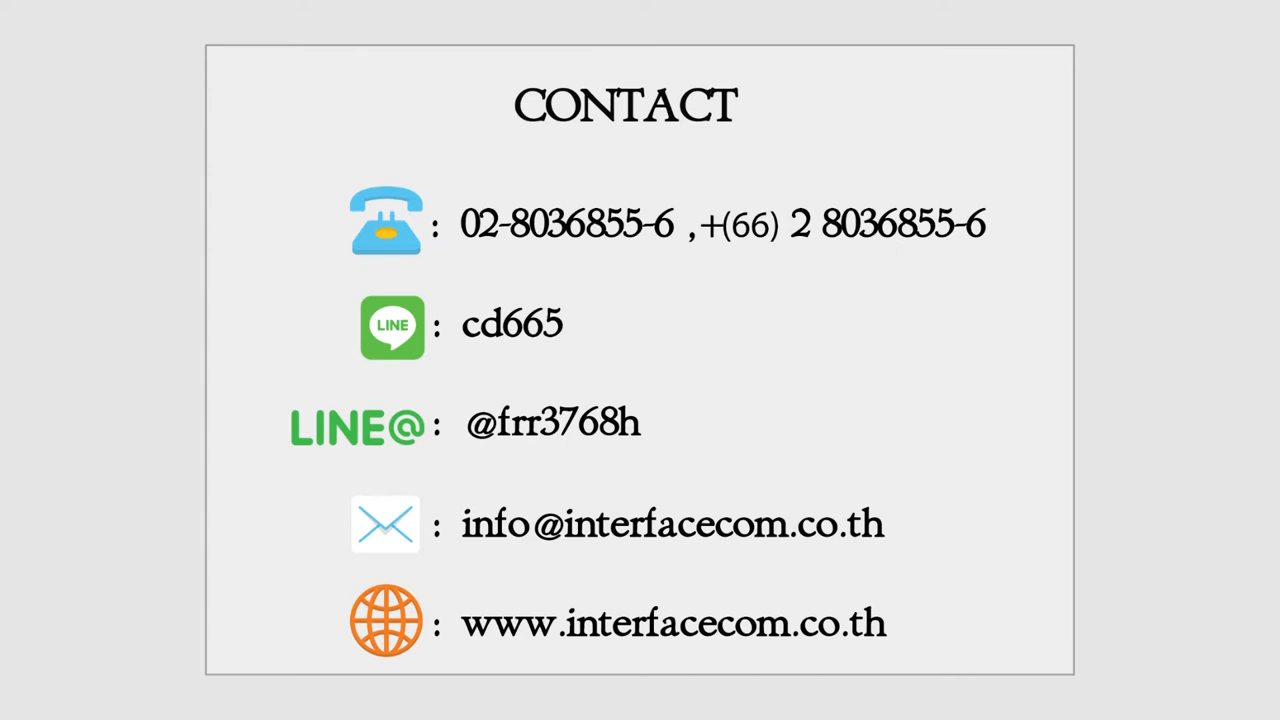 CONTACT
: 02-8036855-6 ,+(66) 2 8036855-6
LINE : cd665
LINE@ : @frr3768h
: info@interfacecom.co.th
: www.interfacecom.co.th